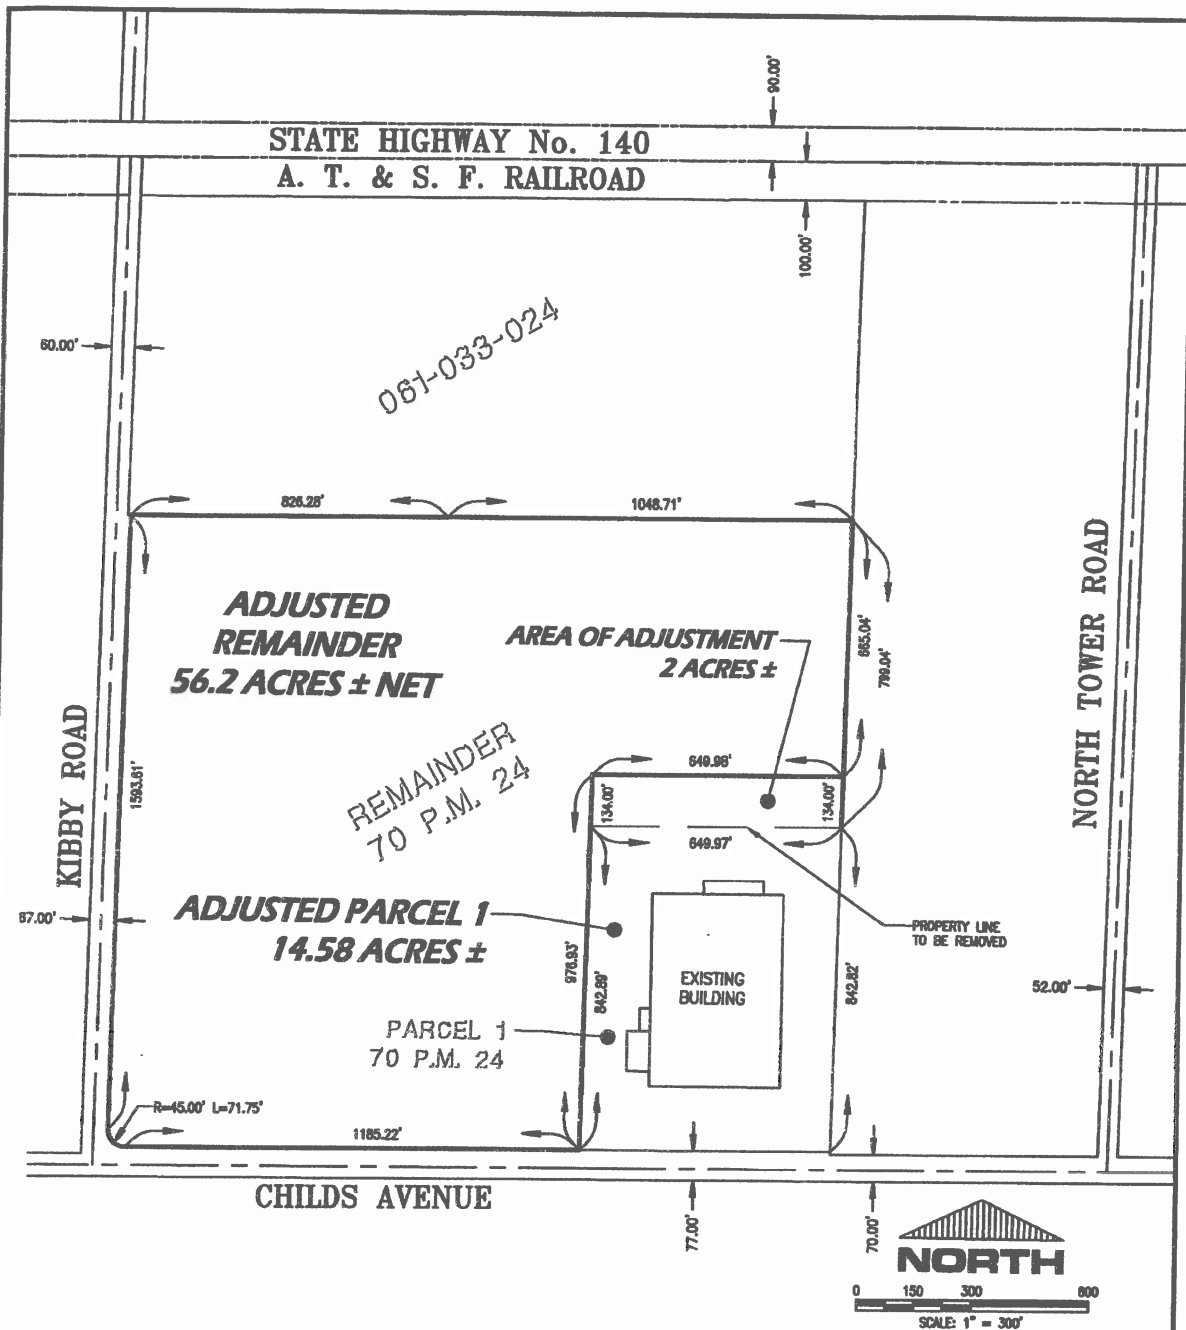 90.00'
STATE HIGHWAY No. 140
A. T. & S. F. RAILROAD
100.00'
60.00'
061-033-024
826.28'
1048.71'
ADJUSTED
REMAINDER
56.2 ACRES ± NET
AREA OF ADJUSTMENT
2 ACRES ±
665.04'
799.04'
NORTH TOWER ROAD
KIBBY ROAD
1593.61'
REMAINDER
70 P.M. 24
649.98'
134.00'
134.00'
649.97'
ADJUSTED PARCEL 1
14.58 ACRES ±
87.00'
PROPERTY LINE
TO BE REMOVED
976.93'
842.89'
EXISTING
BUILDING
842.82'
52.00'
PARCEL 1
70 P.M. 24
R=45.00' L=71.75'
1185.22'
CHILDS AVENUE
77.00'
70.00'
NORTH
0 150 300 600
SCALE: 1" = 300'